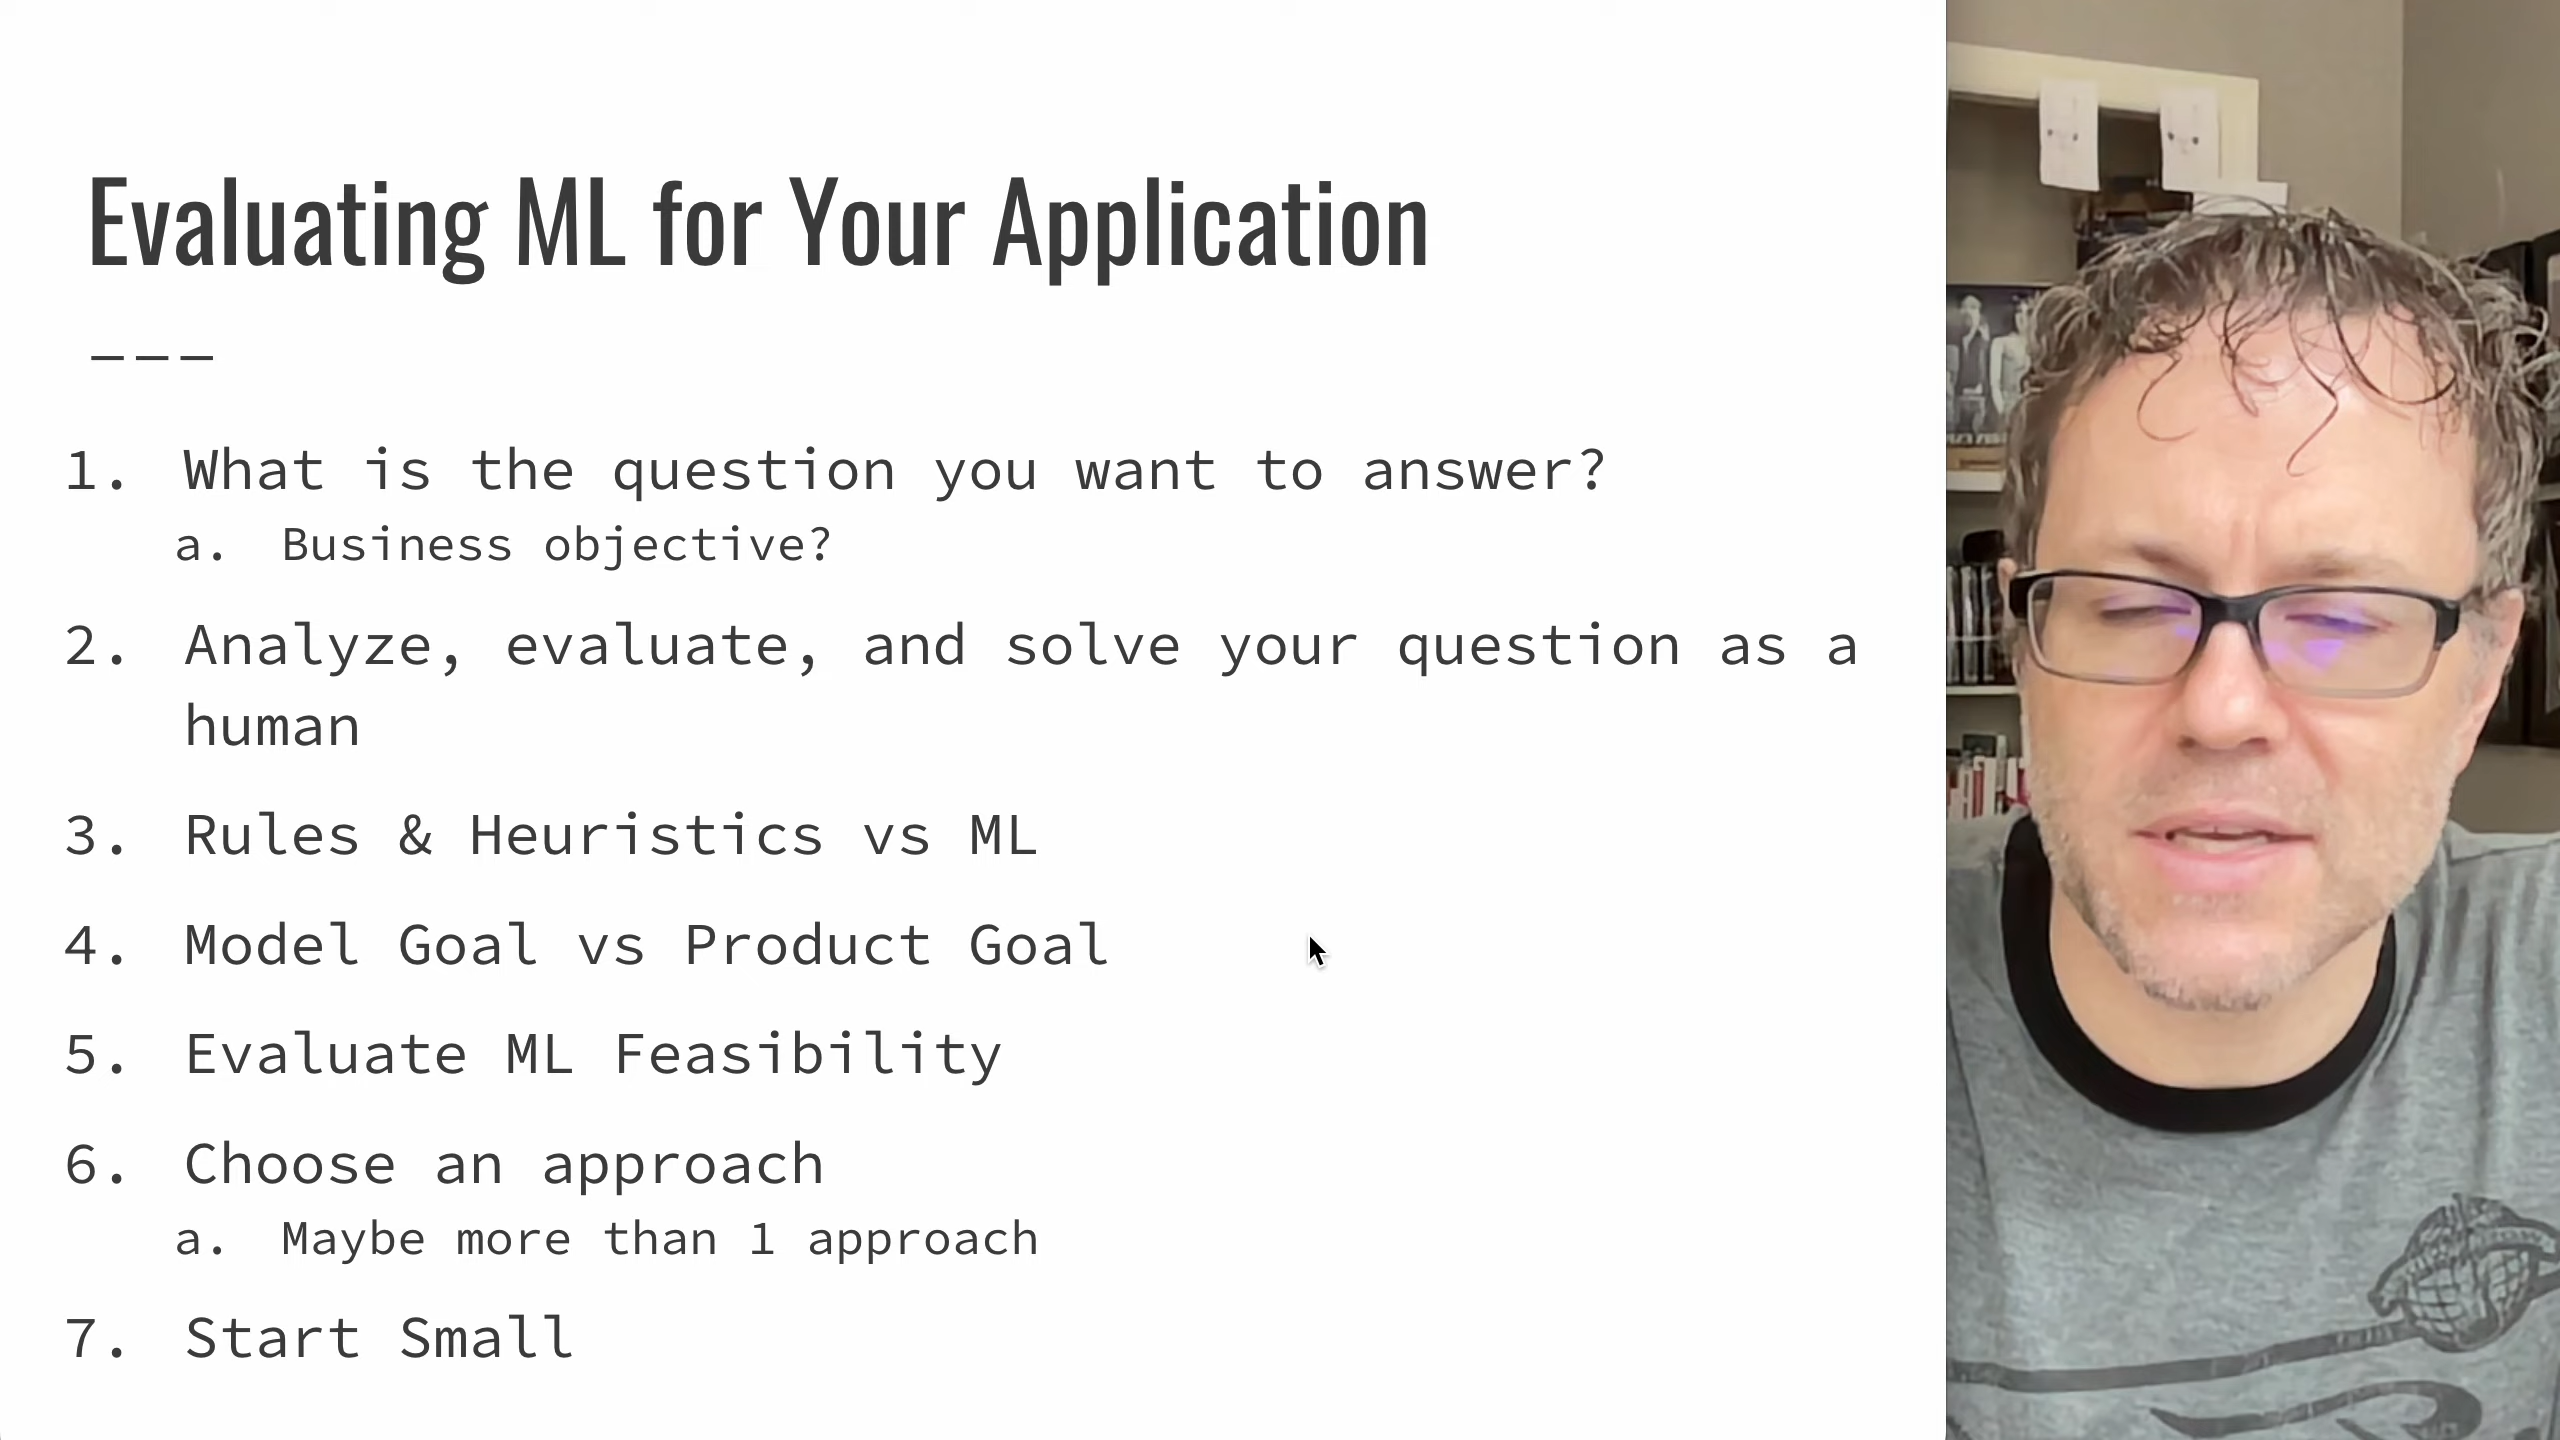 Evaluating ML for Your Application
---
1. What is the question you want to answer?
a. Business objective?
2. Analyze, evaluate, and solve your question as a
human
3. Rules & Heuristics vs ML
4. Model Goal vs Product Goal
5. Evaluate ML Feasibility
6. Choose an approach
a. Maybe more than 1 approach
7. Start Small